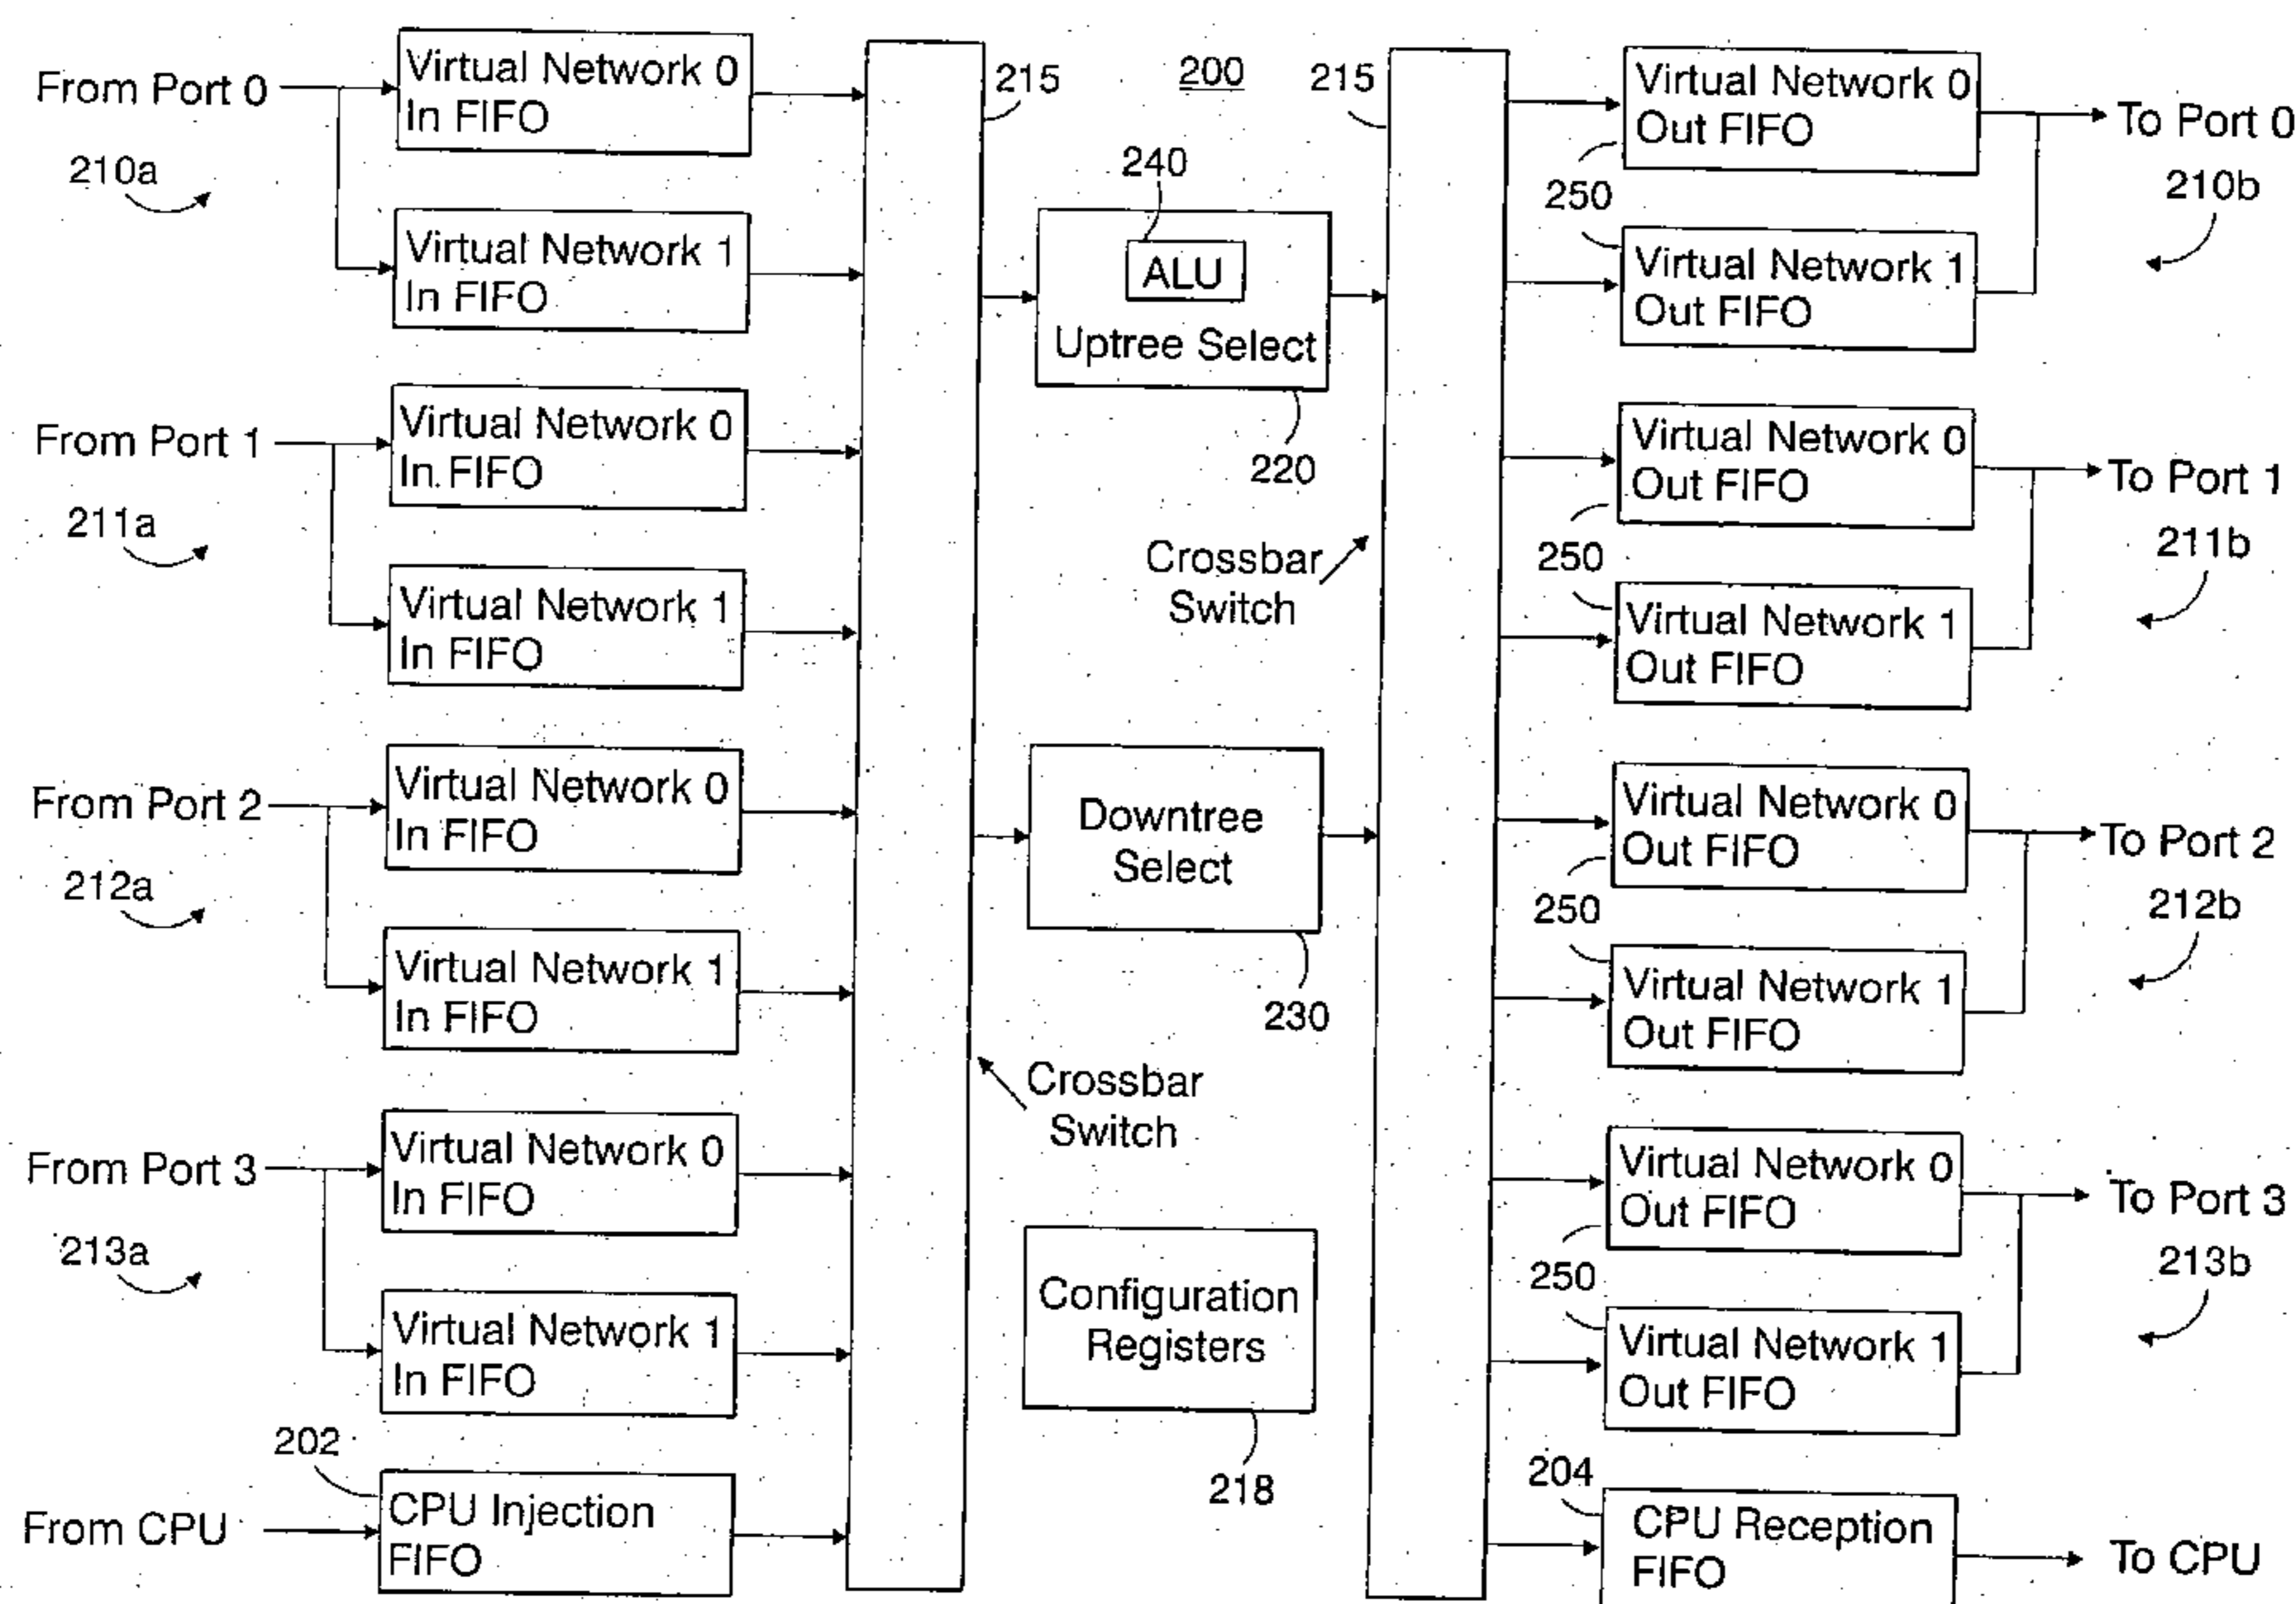 From Port 0
210a
Virtual Network 0
In FIFO
Virtual Network 1
In FIFO
From Port 1
211a
Virtual Network 0
In FIFO
Virtual Network 1
In FIFO
From Port 2
212a
Virtual Network 0
In FIFO
Virtual Network 1
In FIFO
From Port 3
213a
Virtual Network 0
In FIFO
Virtual Network 1
In FIFO
202
From CPU
CPU Injection
FIFO
215
200
215
240
ALU
Uptree Select
220
Crossbar
Switch
Downtree
Select
230
Crossbar
Switch
Configuration
Registers
218
Virtual Network 0
Out FIFO
250
250
Virtual Network 1
Out FIFO
To Port 0
210b
Virtual Network 0
Out FIFO
250
250
Virtual Network 1
Out FIFO
To Port 1
211b
Virtual Network 0
Out FIFO
250
250
Virtual Network 1
Out FIFO
To Port 2
212b
Virtual Network 0
Out FIFO
250
250
Virtual Network 1
Out FIFO
To Port 3
213b
204
CPU Reception
FIFO
To CPU